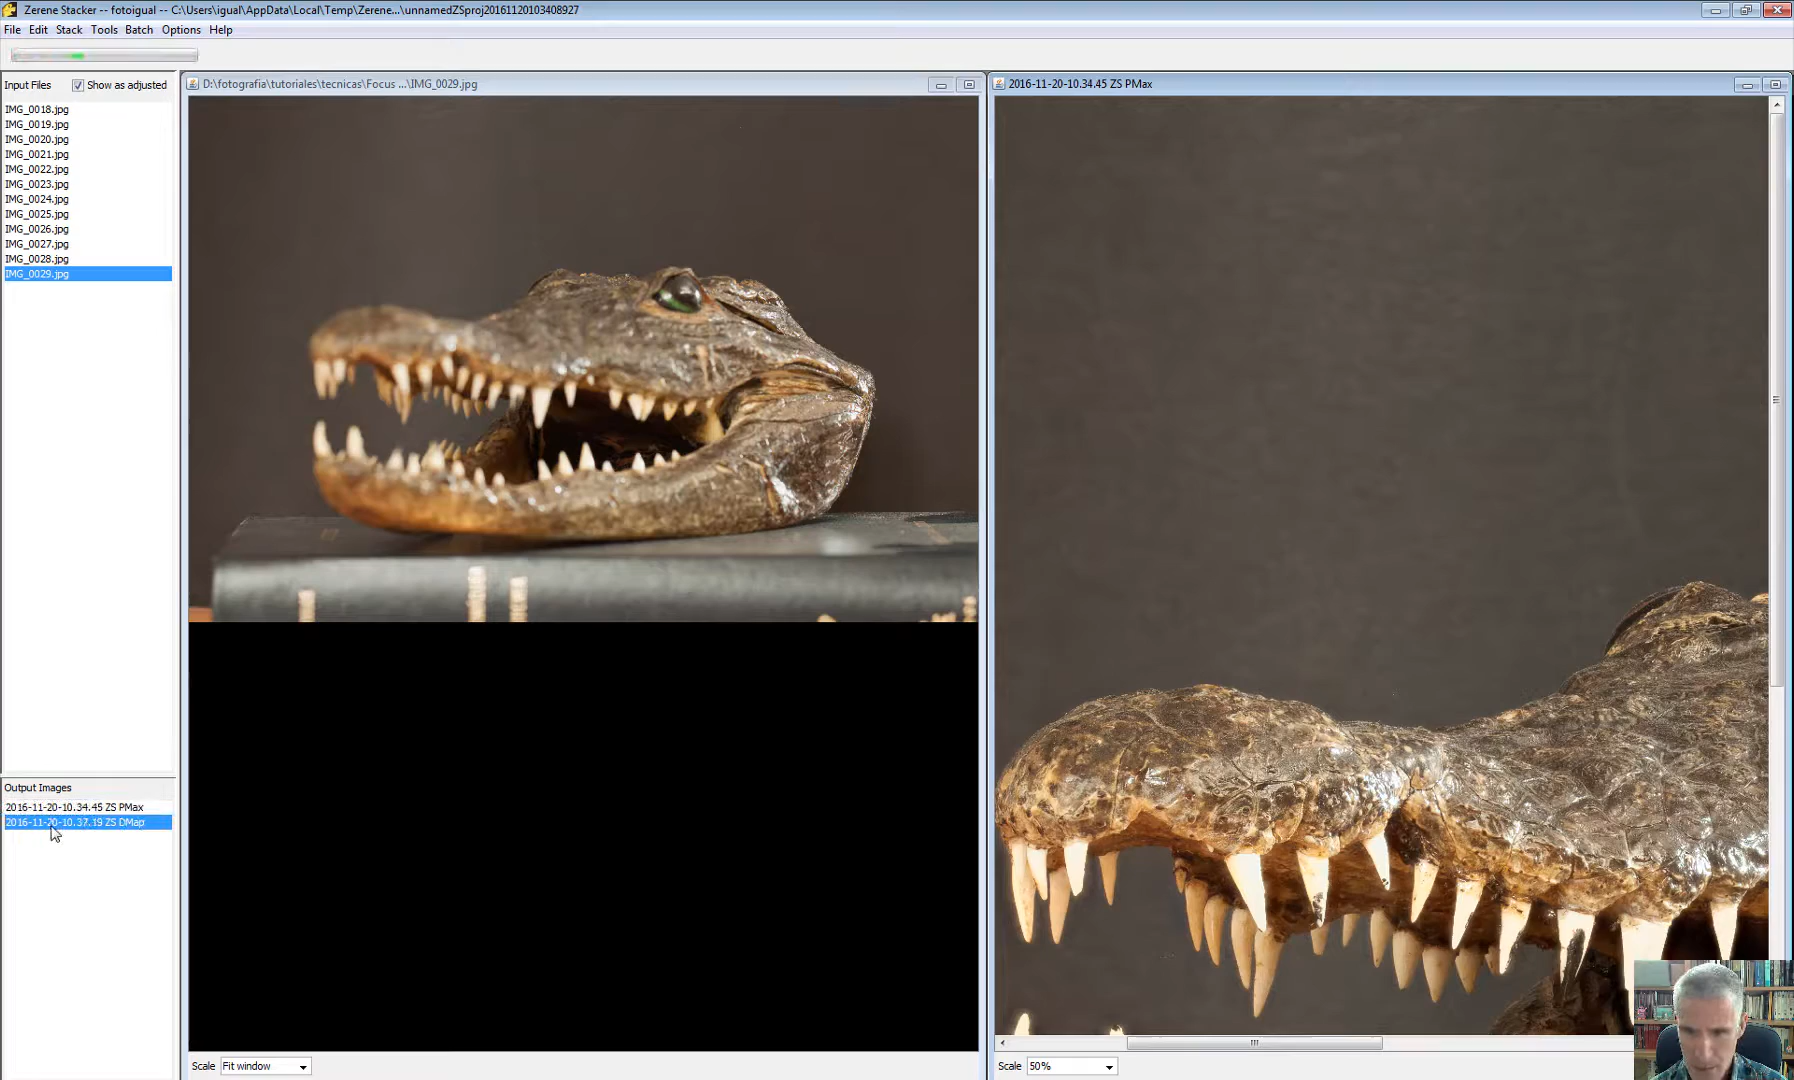 Zerene Stacker -- fotoigual -- C:\Users\igual\AppData\Local\Temp\Zerene...\unnamedZSproj20161120103408927
File Edit Stack Tools Batch Options Help
Input Files Show as adjusted
IMG_0018.jpg
IMG_0019.jpg
IMG_0020.jpg
IMG_0021.jpg
IMG_0022.jpg
IMG_0023.jpg
IMG_0024.jpg
IMG_0025.jpg
IMG_0026.jpg
IMG_0027.jpg
IMG_0028.jpg
IMG_0029.jpg
Output Images
2016-11-20-10.34.45 ZS PMax
2016-11-20-10.37.19 ZS DMap
D:\fotografia\tutoriales\tecnicas\Focus ...\IMG_0029.jpg
Scale Fit window
2016-11-20-10.34.45 ZS PMax
Scale 50%